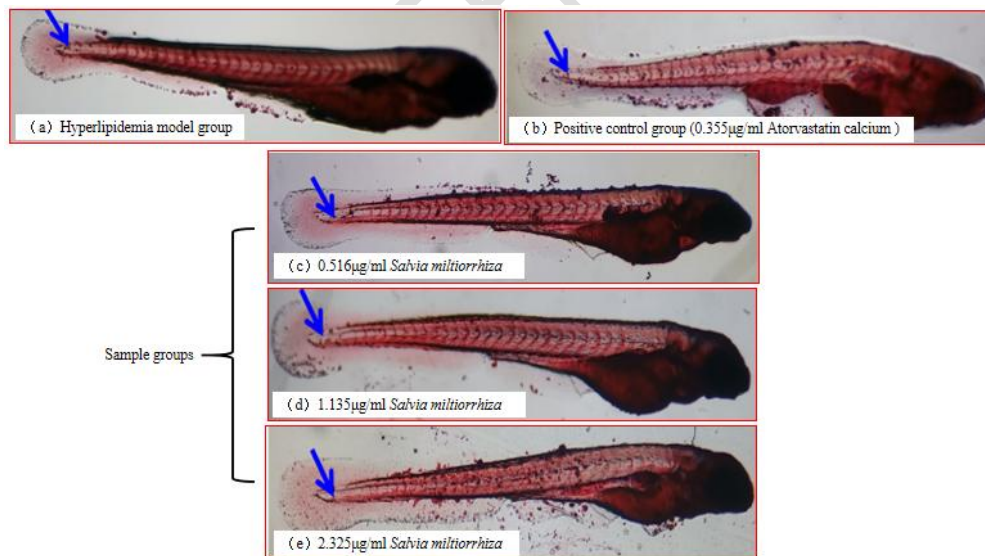 (a) Hyperlipidemia model group
(b) Positive control group (0.355μg/ml Atorvastatin calcium )
(c) 0.516μg/ml Salvia miltiorrhiza
(d) 1.135μg/ml Salvia miltiorrhiza
Sample groups
(e) 2.325μg/ml Salvia miltiorrhiza